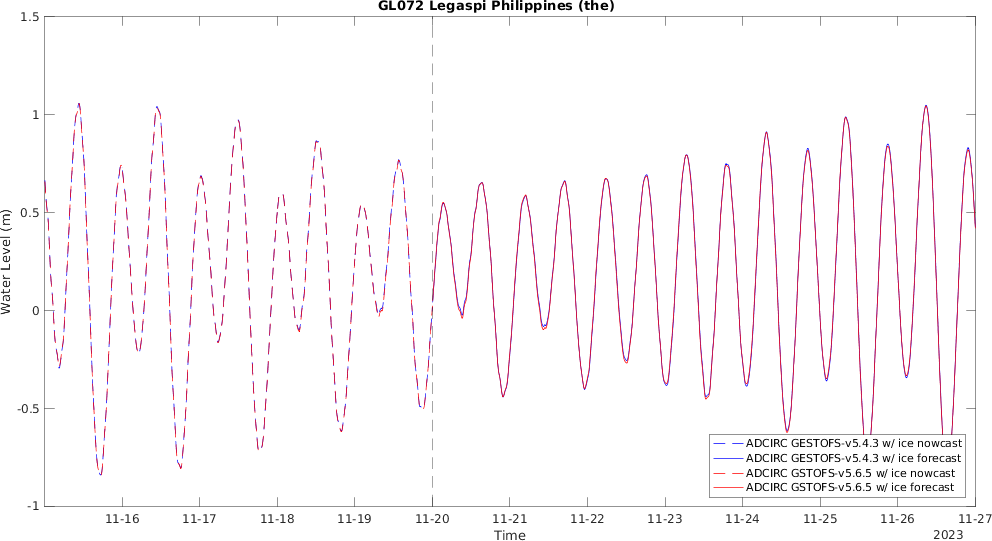 GL072 Legaspi Philippines (the)
1.5
1
0.5
0
-0.5
-1
Water Level (m)
11-16
11-17
11-18
11-19
11-20
11-21
11-22
11-23
11-24
11-25
11-26
11-27
Time
2023
ADCIRC GESTOFS-v5.4.3 w/ ice nowcast
ADCIRC GESTOFS-v5.4.3 w/ ice forecast
ADCIRC GSTOFS-v5.6.5 w/ ice nowcast
ADCIRC GSTOFS-v5.6.5 w/ ice forecast